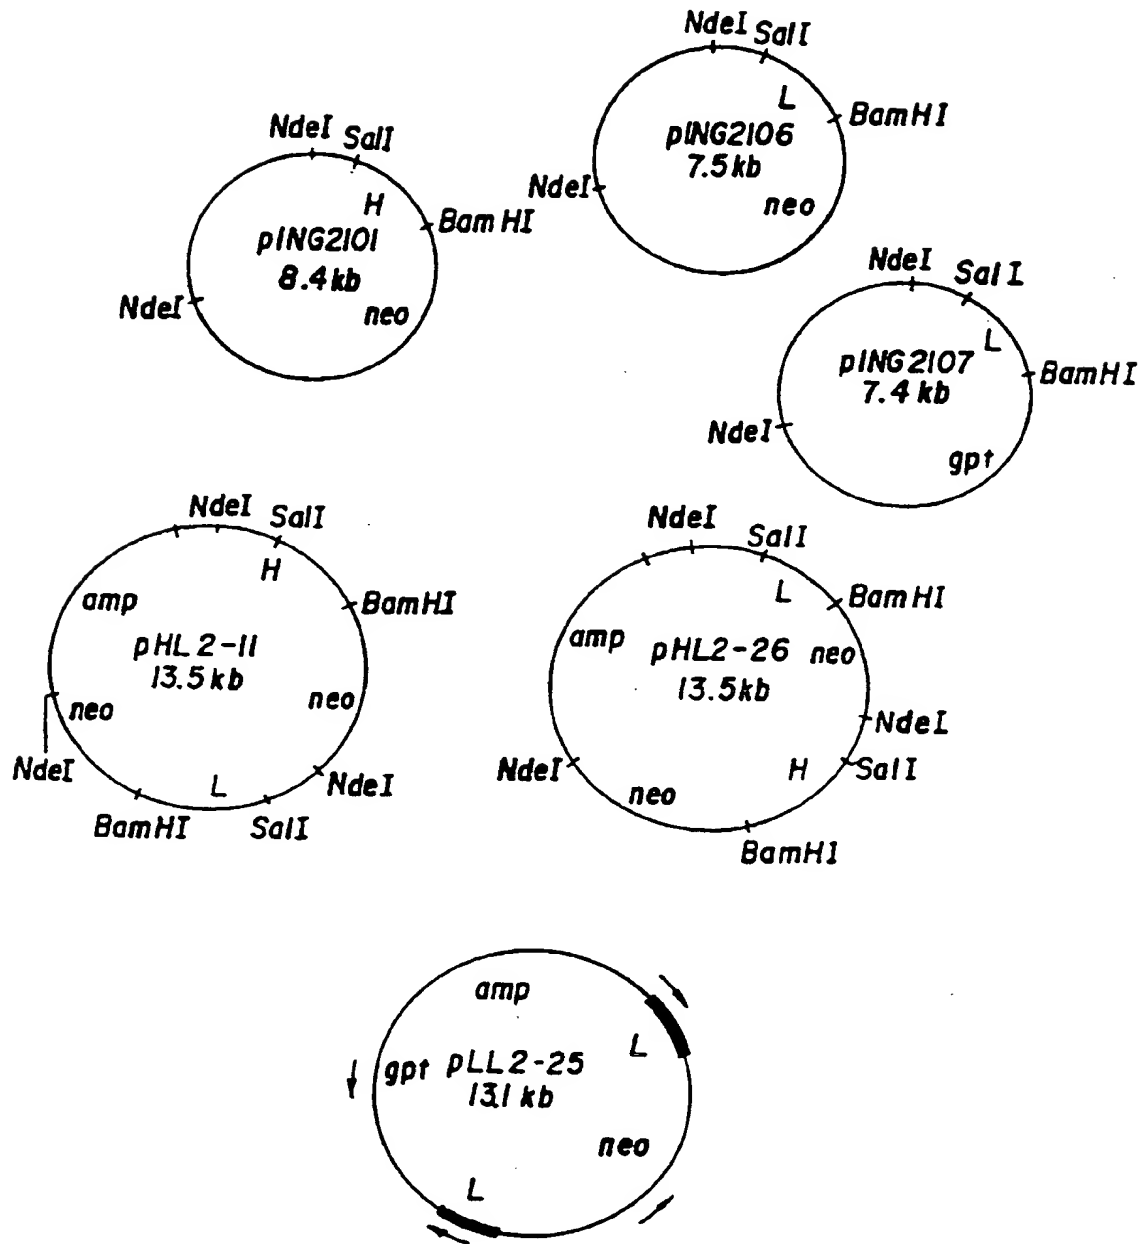 NdeI SalI
L
BamHI
pING2106
7.5kb
NdeI
neo
NdeI SalI
H
BamHI
pING2101
8.4kb
NdeI
neo
NdeI SalI
L
BamHI
pING2107
7.4kb
NdeI
gpt
NdeI SalI
H
BamHI
amp
pHL2-11
13.5kb
neo
neo
NdeI
NdeI
L
BamHI SalI
NdeI SalI
L
BamHI
amp
pHL2-26
13.5kb
neo
NdeI
SalI
H
NdeI
neo
BamHI
amp
L
gpt
pLL2-25
13.1kb
neo
L